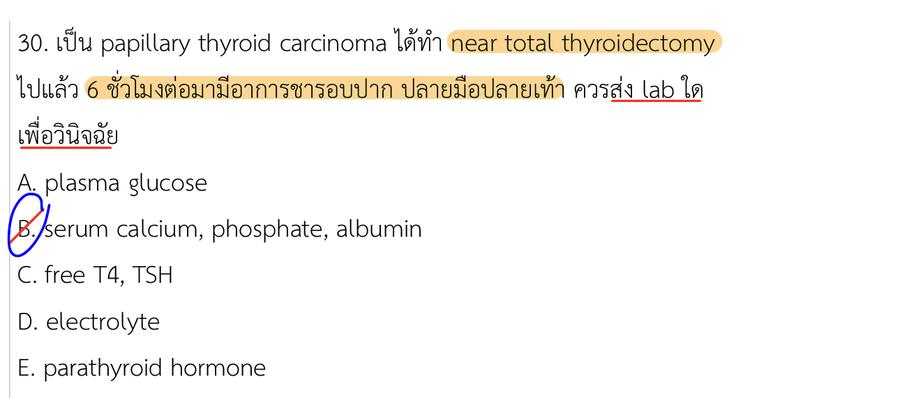 30. เป็น papillary thyroid carcinoma ได้ทำ near total thyroidectomy
ไปแล้ว 6 ชั่วโมงต่อมามีอาการชารอบปาก ปลายมือปลายเท้า ควรส่ง lab ใด
เพื่อวินิจฉัย
A. plasma glucose
B. serum calcium, phosphate, albumin
C. free T4, TSH
D. electrolyte
E. parathyroid hormone